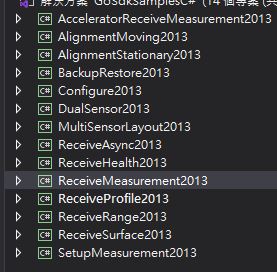 解決方案 'GoSdkSamplesC#' (14 個專案 (共
C# AcceleratorReceiveMeasurement2013
C# AlignmentMoving2013
C# AlignmentStationary2013
C# BackupRestore2013
C# Configure2013
C# DualSensor2013
C# MultiSensorLayout2013
C# ReceiveAsync2013
C# ReceiveHealth2013
C# ReceiveMeasurement2013
C# ReceiveProfile2013
C# ReceiveRange2013
C# ReceiveSurface2013
C# SetupMeasurement2013